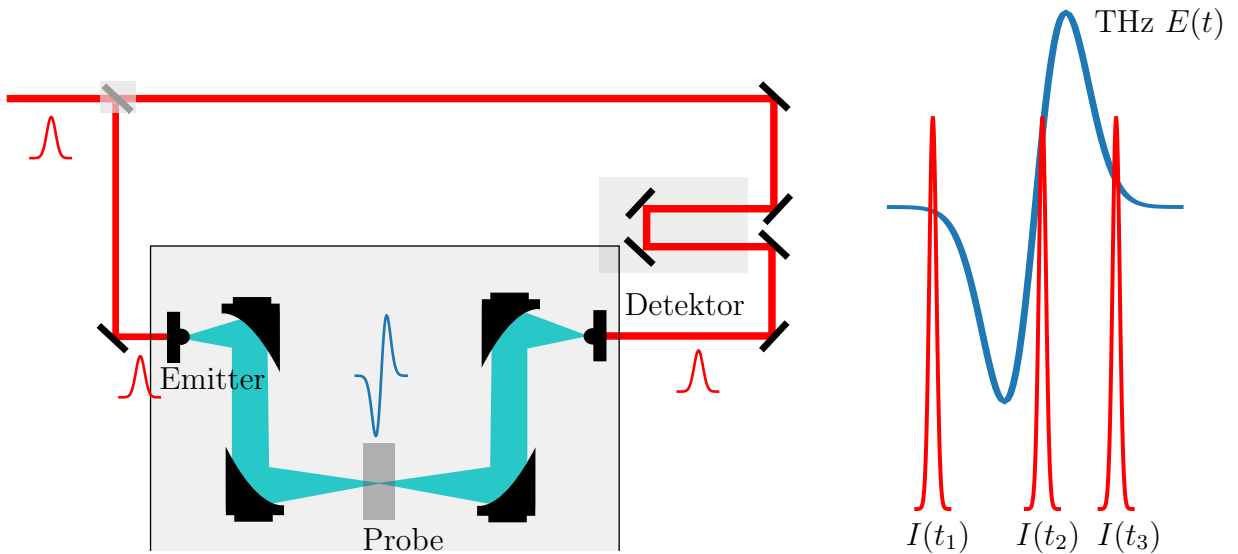 THz E(t)
Detektor
Emitter
Probe
I(t₁)
I(t₂)
I(t₃)